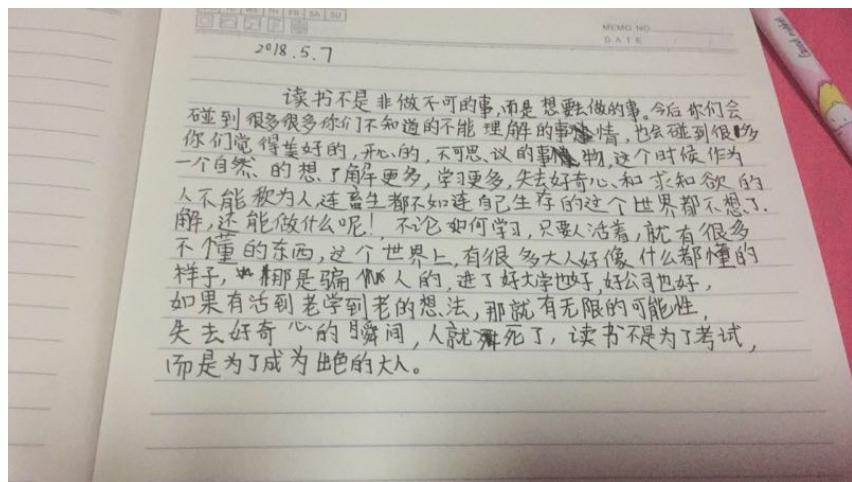 FR SA SU
MEMO NO.
DATE
2018.5.7
读书不是非做不可的事,而是想要去做的事。今后你们会
碰到很多很多你们不知道的不能理解的事情,也会碰到很多
你们觉得美好的,开心的,不可思议的事物,这个时候作为
一个自然的想了解更多,学习更多,失去好奇心和求知欲的
人不能称为人,连畜生都不如连自己生存的这个世界都不想了
解,还能做什么呢!不论如何学习,只要人活着,就有很多
不懂的东西,这个世界上,有很多大人好像什么都懂的
样子,那是骗人的,进了好大学也好,好公司也好,
如果有活到老学到老的想法,那就有无限的可能性,
失去好奇心的瞬间,人就死了,读书不是为了考试,
而是为了成为出色的大人。